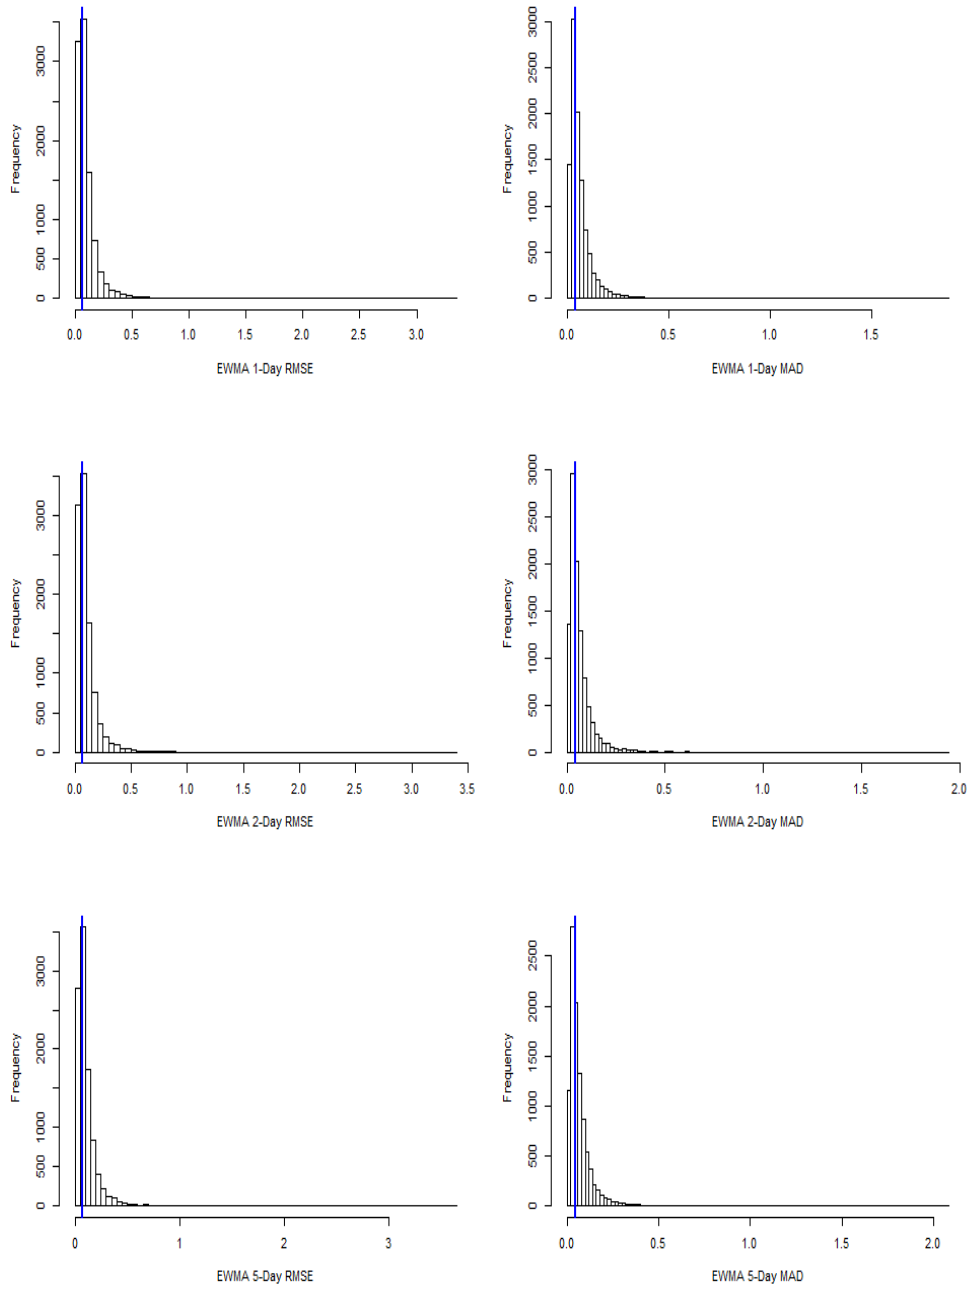 Frequency
0 500 1000 2000 3000
0.0 0.5 1.0 1.5 2.0 2.5 3.0
EWMA 1-Day RMSE
Frequency
0 500 1000 1500 2000 2500 3000
0.0 0.5 1.0 1.5
EWMA 1-Day MAD
Frequency
0 500 1000 2000 3000
0.0 0.5 1.0 1.5 2.0 2.5 3.0 3.5
EWMA 2-Day RMSE
Frequency
0 500 1000 1500 2000 2500 3000
0.0 0.5 1.0 1.5 2.0
EWMA 2-Day MAD
Frequency
0 500 1000 2000 3000
0 1 2 3
EWMA 5-Day RMSE
Frequency
0 500 1000 1500 2000 2500
0.0 0.5 1.0 1.5 2.0
EWMA 5-Day MAD